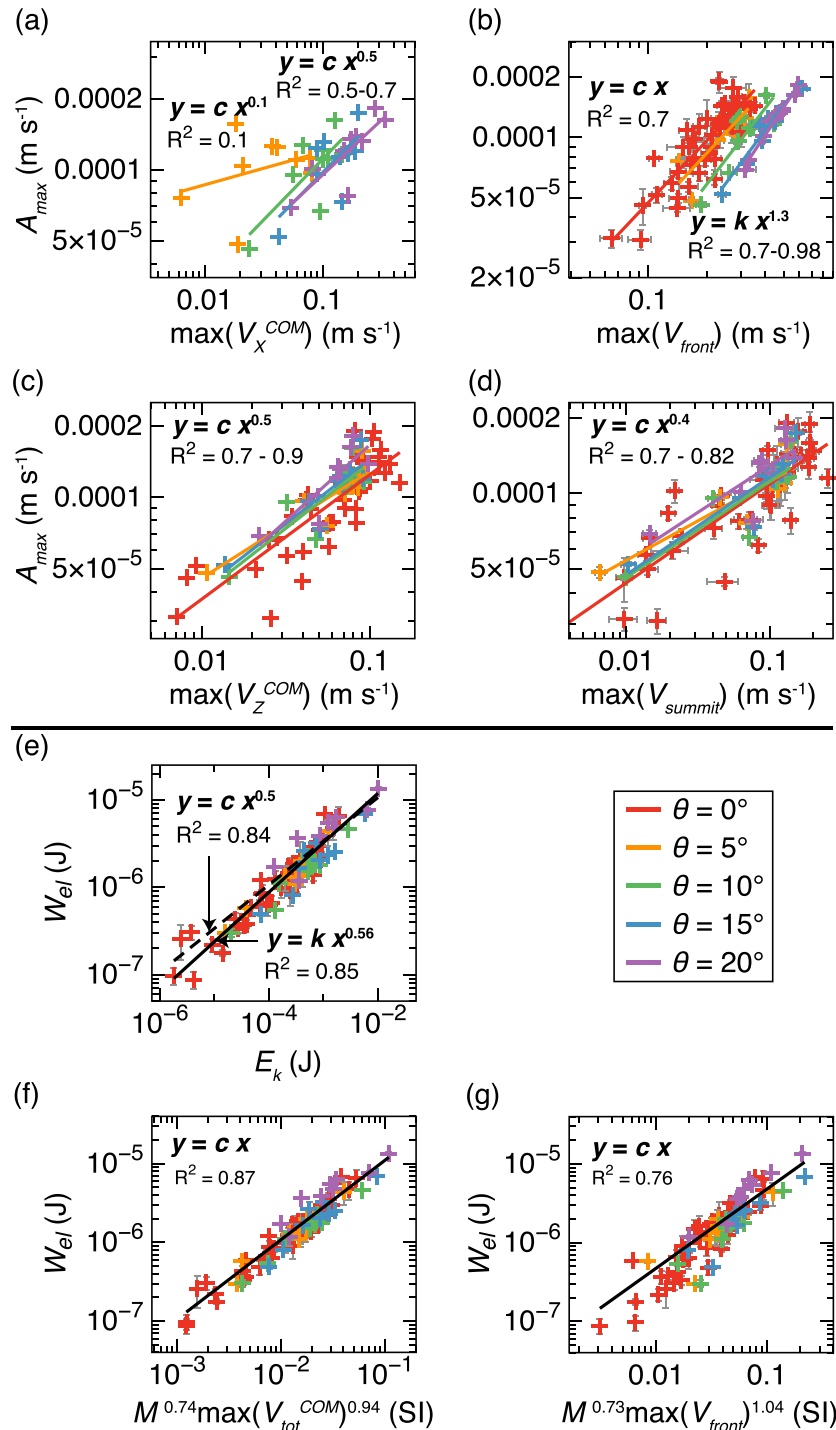 (a)
y = c x^0.5
R² = 0.5-0.7
y = c x^0.1
R² = 0.1
0.0002
0.0001
5×10⁻⁵
A_max (m s⁻¹)
0.01
0.1
max(V_X^COM) (m s⁻¹)
(b)
y = c x
R² = 0.7
y = k x^1.3
R² = 0.7-0.98
0.0002
0.0001
5×10⁻⁵
2×10⁻⁵
0.1
max(V_front) (m s⁻¹)
(c)
y = c x^0.5
R² = 0.7 - 0.9
0.0002
0.0001
5×10⁻⁵
A_max (m s⁻¹)
0.01
0.1
max(V_Z^COM) (m s⁻¹)
(d)
y = c x^0.4
R² = 0.7 - 0.82
0.0002
0.0001
5×10⁻⁵
0.01
0.1
max(V_summit) (m s⁻¹)
(e)
y = c x^0.5
R² = 0.84
y = k x^0.56
R² = 0.85
10⁻⁵
10⁻⁶
10⁻⁷
W_el (J)
10⁻⁶
10⁻⁴
10⁻²
E_k (J)
θ = 0°
θ = 5°
θ = 10°
θ = 15°
θ = 20°
(f)
y = c x
R² = 0.87
10⁻⁵
10⁻⁶
10⁻⁷
W_el (J)
10⁻³
10⁻²
10⁻¹
M^0.74 max(V_tot^COM)^0.94 (SI)
(g)
y = c x
R² = 0.76
10⁻⁵
10⁻⁶
10⁻⁷
W_el (J)
0.01
0.1
M^0.73 max(V_front)^1.04 (SI)